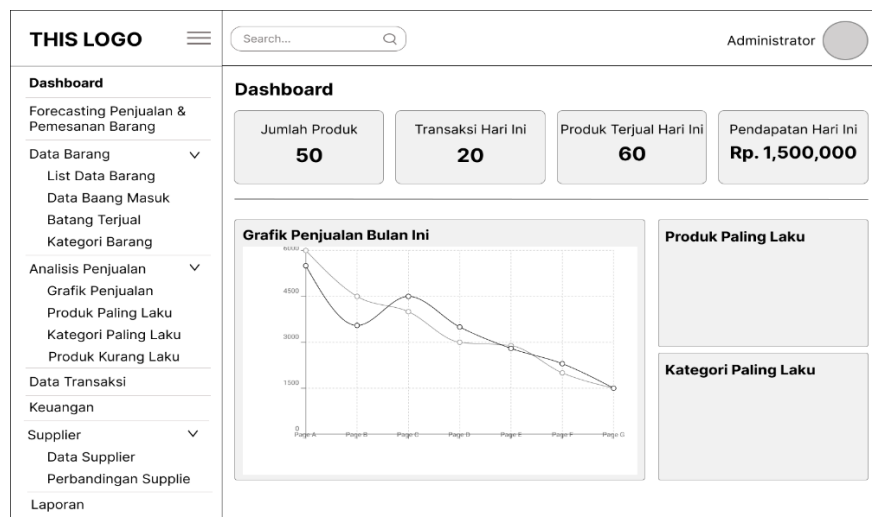 THIS LOGO
Search...
Administrator
Dashboard
Forecasting Penjualan &
Pemesanan Barang
Data Barang
List Data Barang
Data Baang Masuk
Batang Terjual
Kategori Barang
Analisis Penjualan
Grafik Penjualan
Produk Paling Laku
Kategori Paling Laku
Produk Kurang Laku
Data Transaksi
Keuangan
Supplier
Data Supplier
Perbandingan Supplie
Laporan
Dashboard
Jumlah Produk
50
Transaksi Hari Ini
20
Produk Terjual Hari Ini
60
Pendapatan Hari Ini
Rp. 1,500,000
Grafik Penjualan Bulan Ini
6000
4500
3000
1500
0
Page A Page B Page C Page D Page E Page F Page G
Produk Paling Laku
Kategori Paling Laku